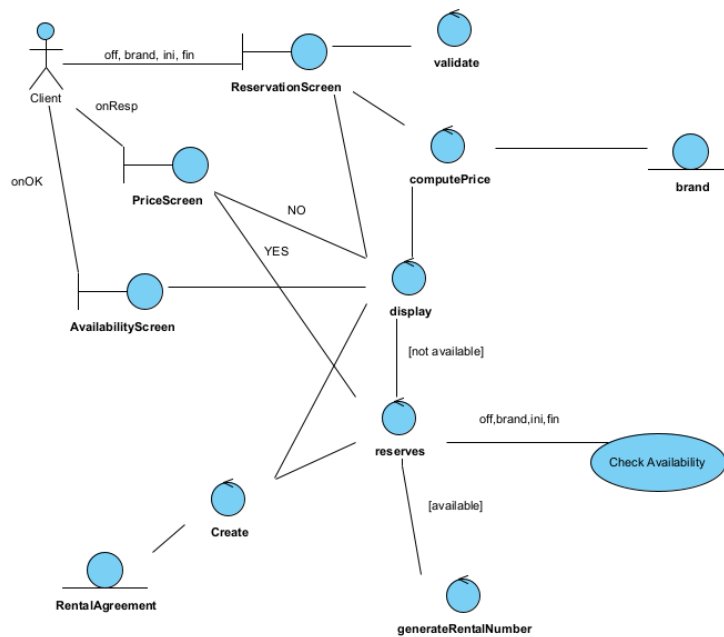 off, brand, ini, fin
validate
ReservationScreen
Client
onResp
computePrice
onOK
PriceScreen
brand
NO
YES
display
AvailabilityScreen
[not available]
off,brand,ini,fin
reserves
Check Availability
[available]
Create
RentalAgreement
generateRentalNumber